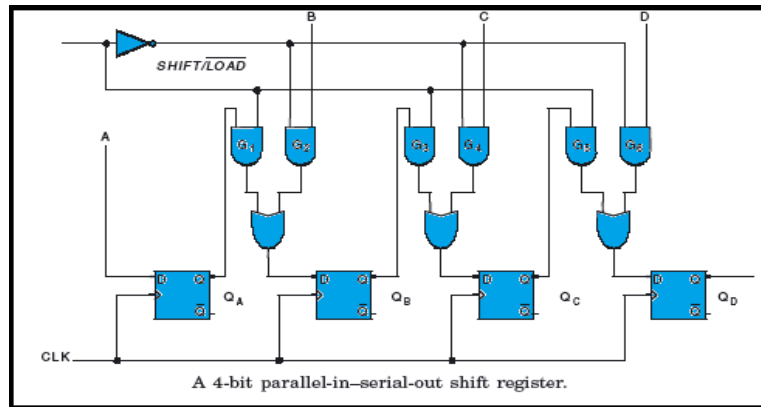 B C D
SHIFT/LOAD
A G1 G2 G3 G4 G5 G6
D Q D Q D Q D Q
QA QB QC QD
Q Q Q Q
CLK
A 4-bit parallel-in–serial-out shift register.